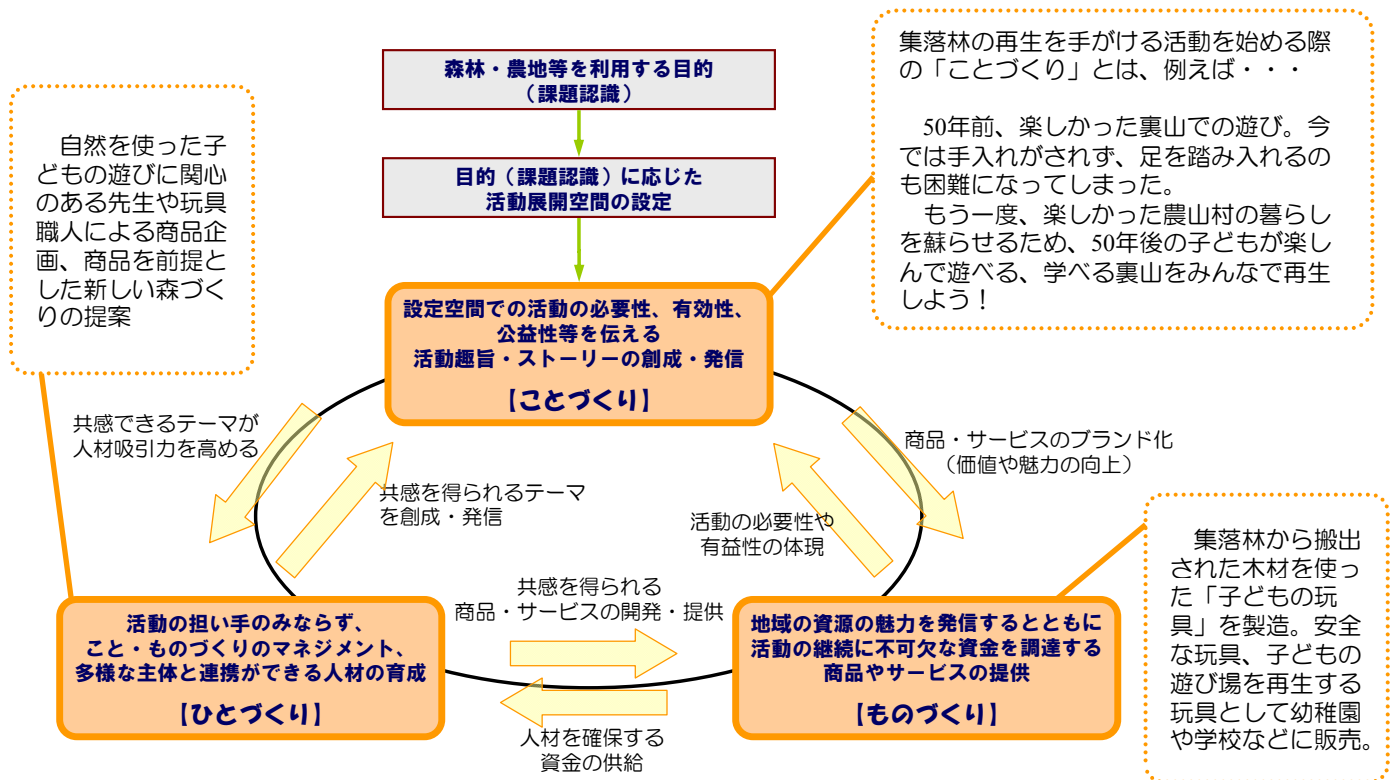 森林・農地等を利用する目的
（課題認識）
目的（課題認識）に応じた
活動展開空間の設定
集落林の再生を手がける活動を始める際
の「ことづくり」とは、例えば・・・
50年前、楽しかった裏山での遊び。今
では手入れがされず、足を踏み入れるの
も困難になってしまった。
もう一度、楽しかった農山村の暮らし
を蘇らせるため、50年後の子どもが楽し
んで遊べる、学べる裏山をみんなで再生
しよう！
自然を使った子
どもの遊びに関心
のある先生や玩具
職人による商品企
画、商品を前提と
した新しい森づく
りの提案
設定空間での活動の必要性、有効性、
公益性等を伝える
活動趣旨・ストーリーの創成・発信
【ことづくり】
共感できるテーマが
人材吸引力を高める
共感を得られるテーマ
を創成・発信
商品・サービスのブランド化
（価値や魅力の向上）
活動の必要性や
有益性の体現
共感を得られる
商品・サービスの開発・提供
人材を確保する
資金の供給
活動の担い手のみならず、
こと・ものづくりのマネジメント、
多様な主体と連携ができる人材の育成
【ひとづくり】
地域の資源の魅力を発信するとともに
活動の継続に不可欠な資金を調達する
商品やサービスの提供
【ものづくり】
集落林から搬出
された木材を使っ
た「子どもの玩
具」を製造。安全
な玩具、子どもの
遊び場を再生する
玩具として幼稚園
や学校などに販売。